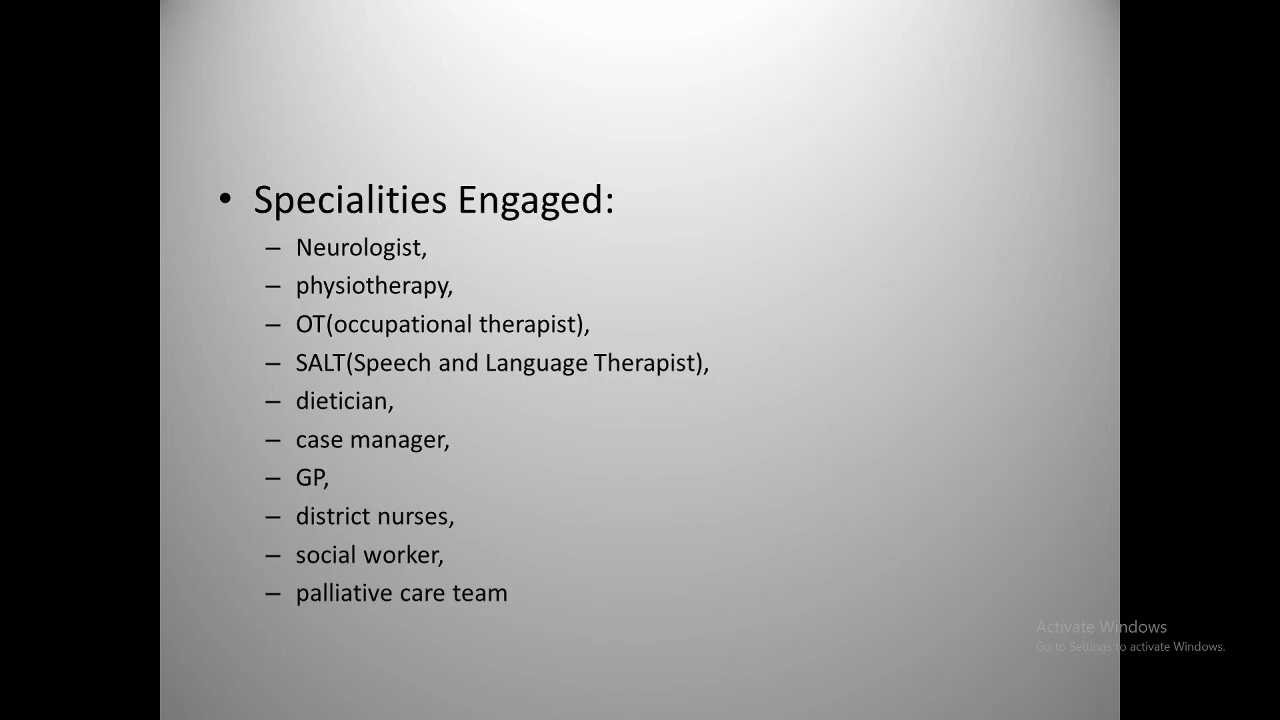 • Specialities Engaged:
– Neurologist,
– physiotherapy,
– OT(occupational therapist),
– SALT(Speech and Language Therapist),
– dietician,
– case manager,
– GP,
– district nurses,
– social worker,
– palliative care team
Activate Windows
Go to Settings to activate Windows.